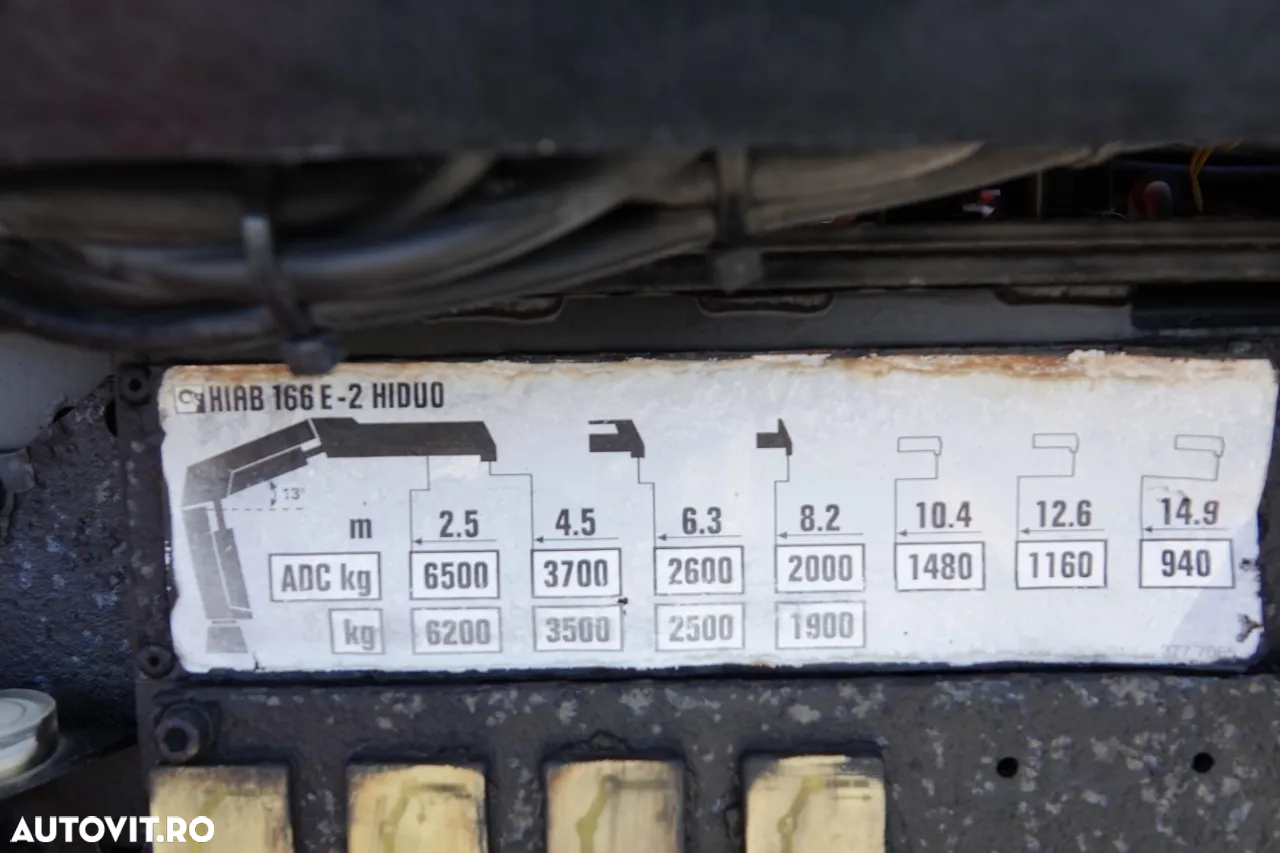 HIAB 166 E-2 HIDUO
13°
m 2.5 4.5 6.3 8.2 10.4 12.6 14.9
ADC kg 6500 3700 2600 2000 1480 1160 940
kg 6200 3500 2500 1900
AUTOVIT.RO